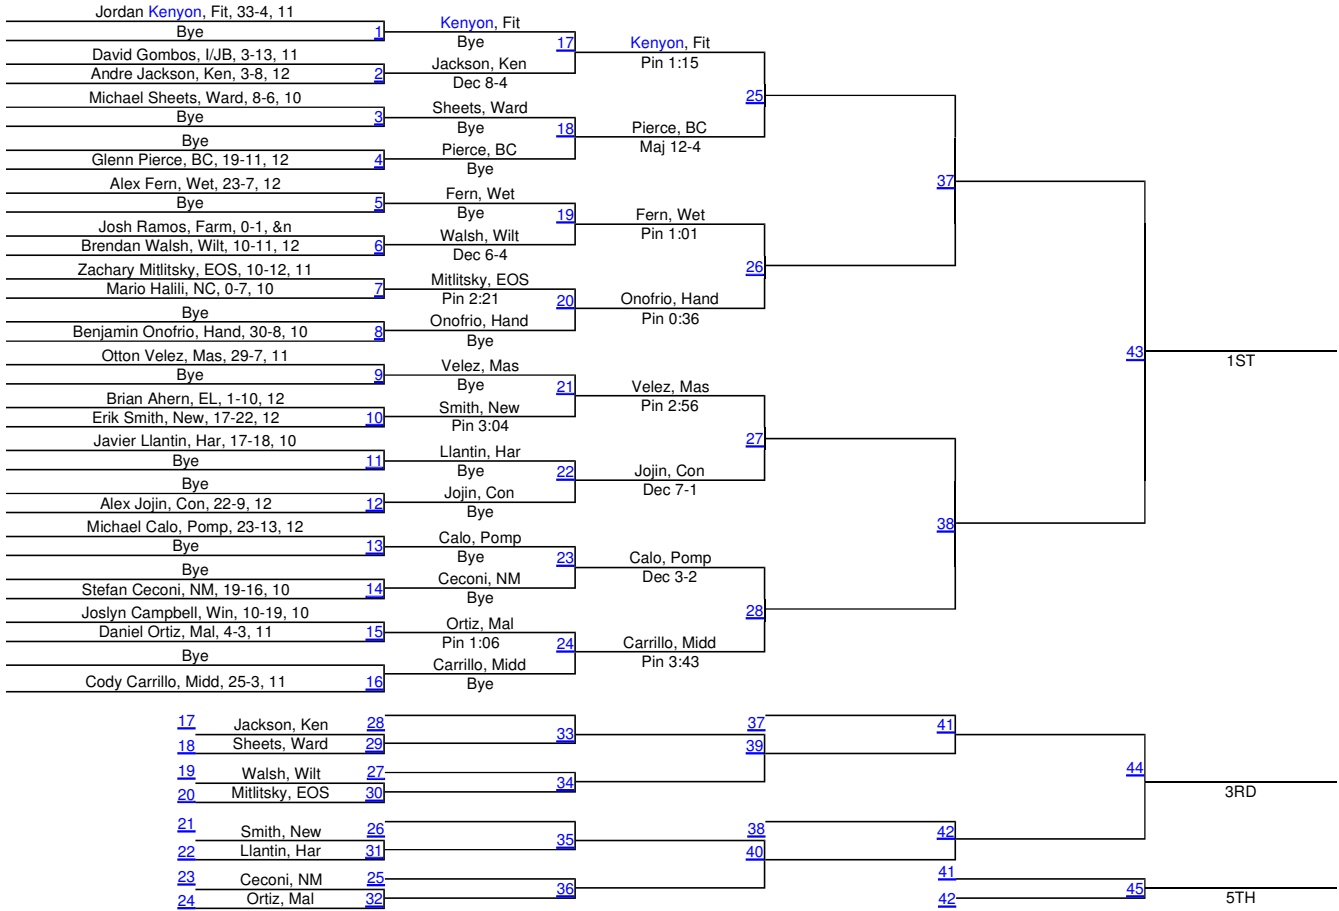 Jordan Kenyon, Fit, 33-4, 11
Bye
1
David Gombos, I/JB, 3-13, 11
Andre Jackson, Ken, 3-8, 12
2
Michael Sheets, Ward, 8-6, 10
Bye
3
Bye
Glenn Pierce, BC, 19-11, 12
4
Alex Fern, Wet, 23-7, 12
Bye
5
Josh Ramos, Farm, 0-1, &n
Brendan Walsh, Wilt, 10-11, 12
6
Zachary Mitlitsky, EOS, 10-12, 11
Mario Halili, NC, 0-7, 10
7
Bye
Benjamin Onofrio, Hand, 30-8, 10
8
Otton Velez, Mas, 29-7, 11
Bye
9
Brian Ahern, EL, 1-10, 12
Erik Smith, New, 17-22, 12
10
Javier Llantin, Har, 17-18, 10
Bye
11
Bye
Alex Jojin, Con, 22-9, 12
12
Michael Calo, Pomp, 23-13, 12
Bye
13
Bye
Stefan Ceconi, NM, 19-16, 10
14
Joslyn Campbell, Win, 10-19, 10
Daniel Ortiz, Mal, 4-3, 11
15
Bye
Cody Carrillo, Midd, 25-3, 11
16
Kenyon, Fit
Bye
17
Jackson, Ken
Dec 8-4
Sheets, Ward
Bye
18
Pierce, BC
Bye
Fern, Wet
Bye
19
Walsh, Wilt
Dec 6-4
Mitlitsky, EOS
Pin 2:21
20
Onofrio, Hand
Bye
Velez, Mas
Bye
21
Smith, New
Pin 3:04
Llantin, Har
Bye
22
Jojin, Con
Bye
Calo, Pomp
Bye
23
Ceconi, NM
Bye
Ortiz, Mal
Pin 1:06
24
Carrillo, Midd
Bye
Kenyon, Fit
Pin 1:15
25
Pierce, BC
Maj 12-4
Fern, Wet
Pin 1:01
26
Onofrio, Hand
Pin 0:36
Velez, Mas
Pin 2:56
27
Jojin, Con
Dec 7-1
Calo, Pomp
Dec 3-2
28
Carrillo, Midd
Pin 3:43
37
38
43
1ST
17 Jackson, Ken 28
18 Sheets, Ward 29
33
19 Walsh, Wilt 27
20 Mitlitsky, EOS 30
34
21 Smith, New 26
22 Llantin, Har 31
35
23 Ceconi, NM 25
24 Ortiz, Mal 32
36
37
39
38
40
41
42
44
3RD
41
42
45
5TH